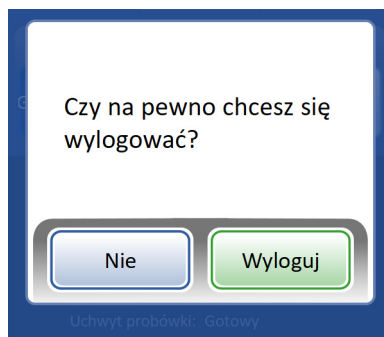 Czy na pewno chcesz się
wylogować?
Nie
Wyloguj
Uchwyt probówki: Gotowy